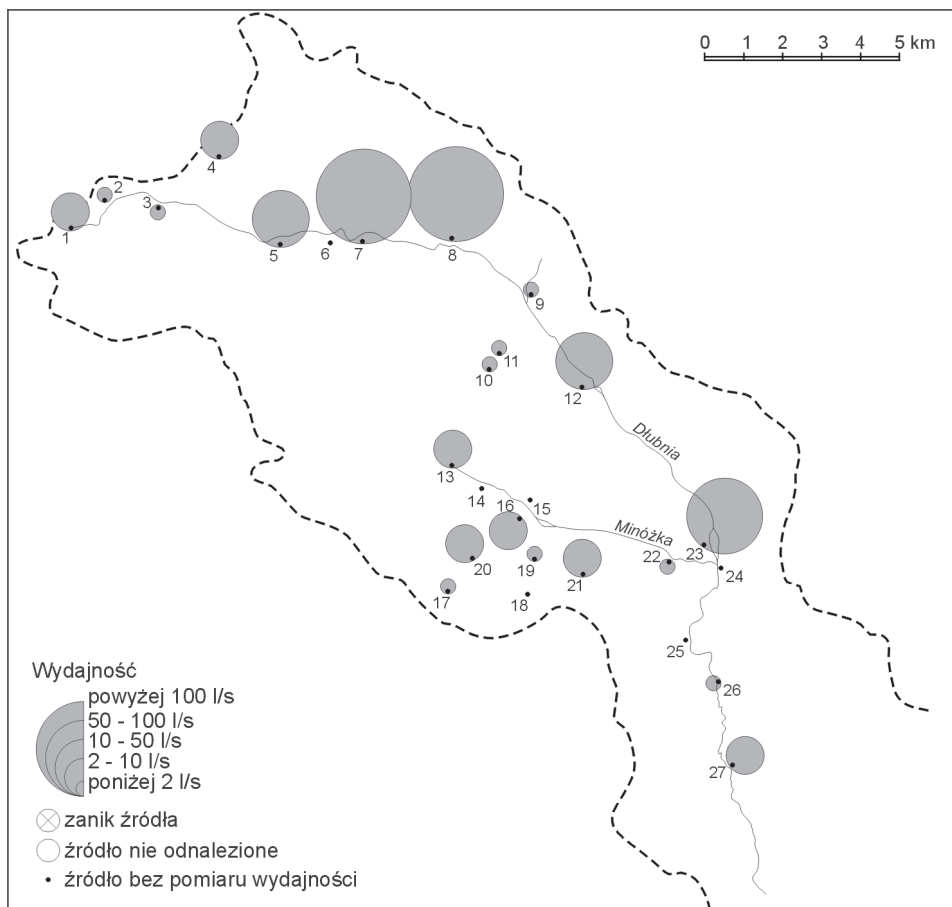 0 1 2 3 4 5 km
4
2
3
1
5
6
7
8
9
11
10
12
Dłubnia
13
14
15
16
Minóżka
23
22
24
20
19
21
17
18
25
26
27
Wydajność
powyżej 100 l/s
50 - 100 l/s
10 - 50 l/s
2 - 10 l/s
poniżej 2 l/s
zanik źródła
źródło nie odnalezione
źródło bez pomiaru wydajności